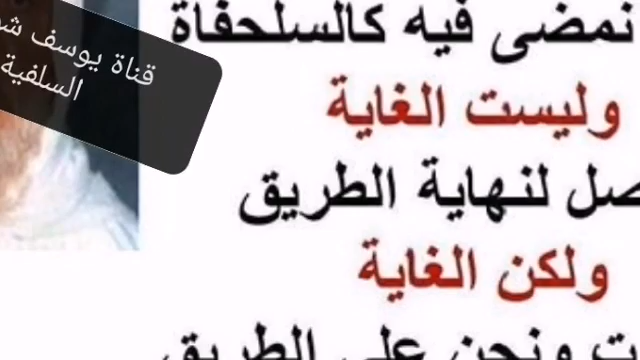 نمضى فيه كالسلحفاة
وليست الغاية
لنهاية الطريق
ولكن الغاية
ونحن على الطريق
قناة يوسف
السلفية